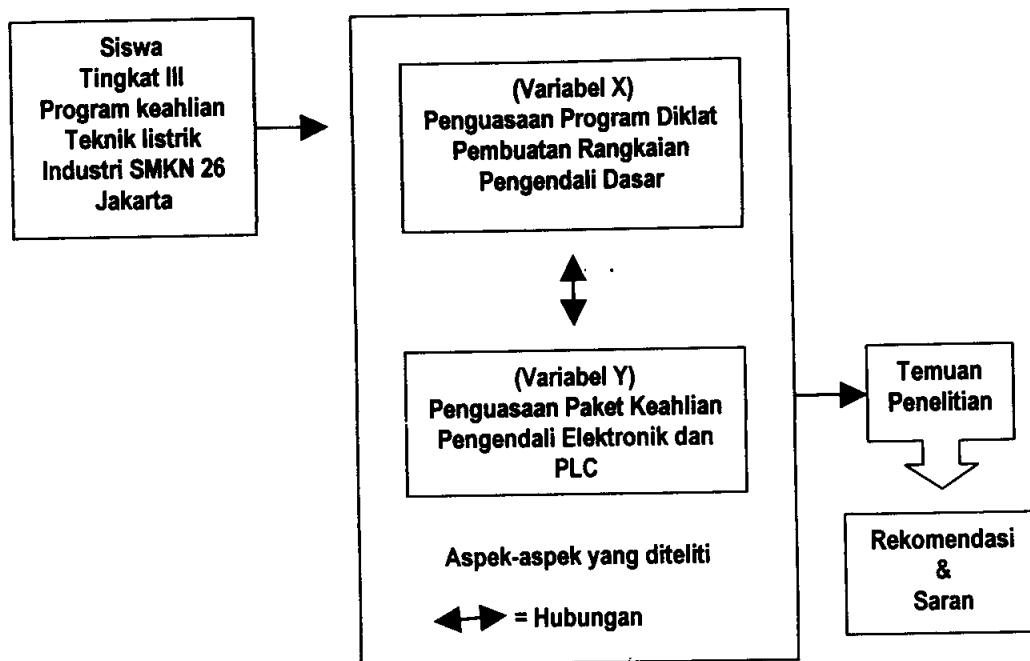 Siswa
Tingkat III
Program keahlian
Teknik listrik
Industri SMKN 26
Jakarta
(Variabel X)
Penguasaan Program Diklat
Pembuatan Rangkaian
Pengendali Dasar
(Variabel Y)
Penguasaan Paket Keahlian
Pengendali Elektronik dan
PLC
Aspek-aspek yang diteliti
= Hubungan
Temuan
Penelitian
Rekomendasi
&
Saran